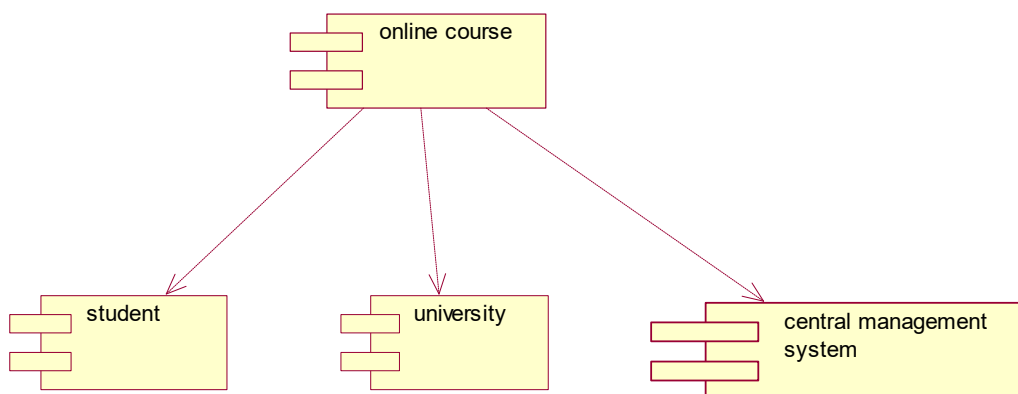 online course
student
university
central management
system